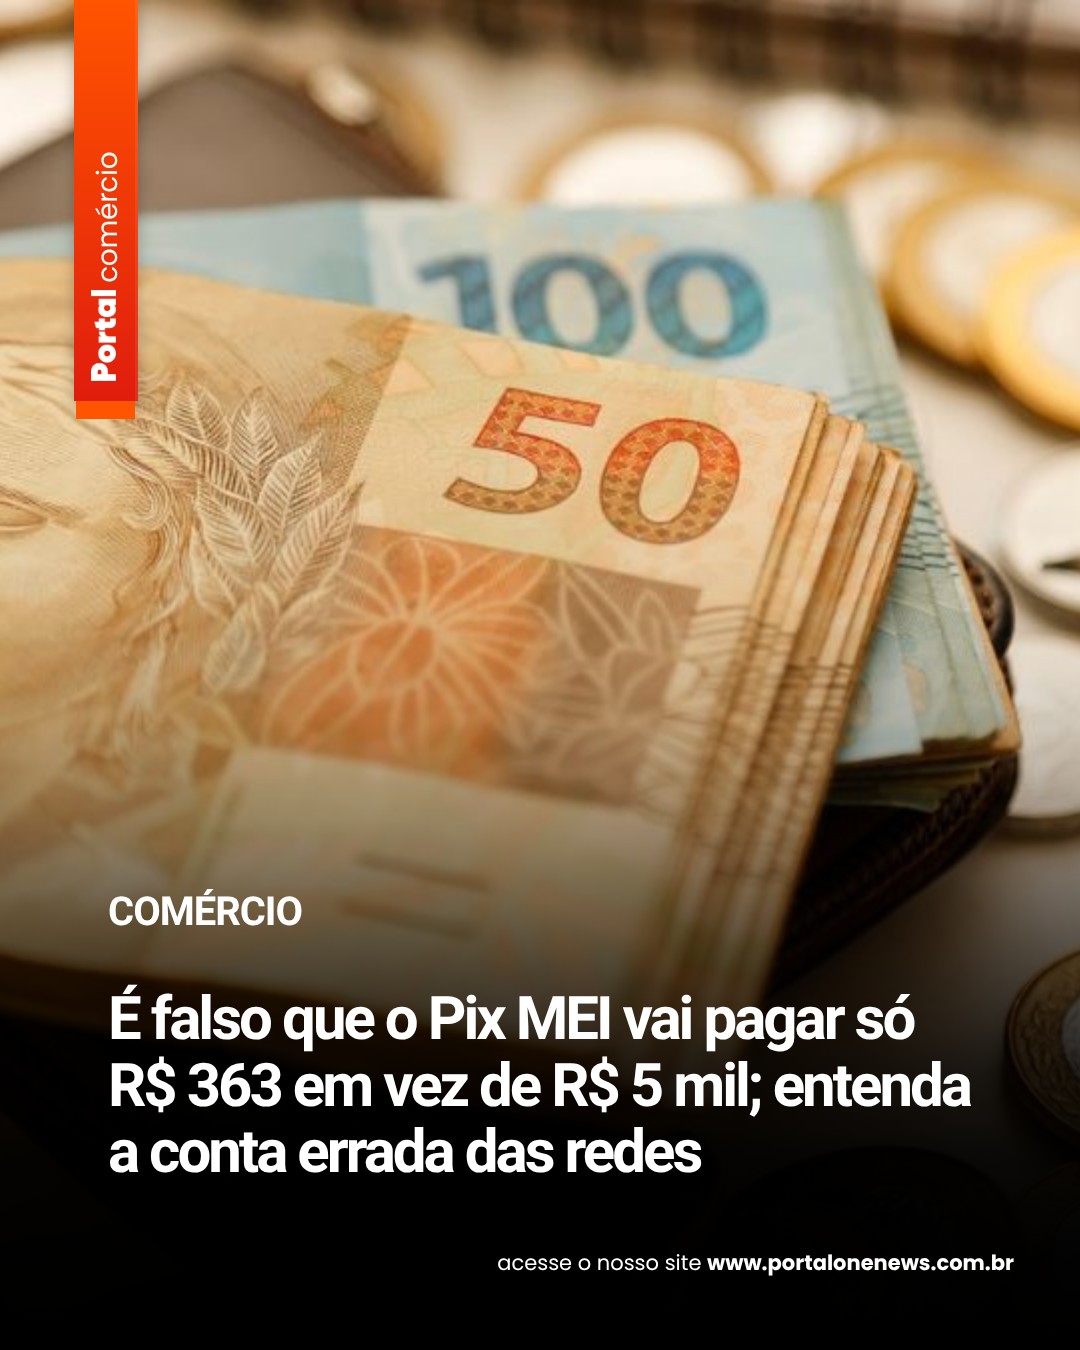 Portal comércio
100
50
COMÉRCIO
É falso que o Pix MEI vai pagar só
R$ 363 em vez de R$ 5 mil; entenda
a conta errada das redes
acesse o nosso site www.portalonenews.com.br